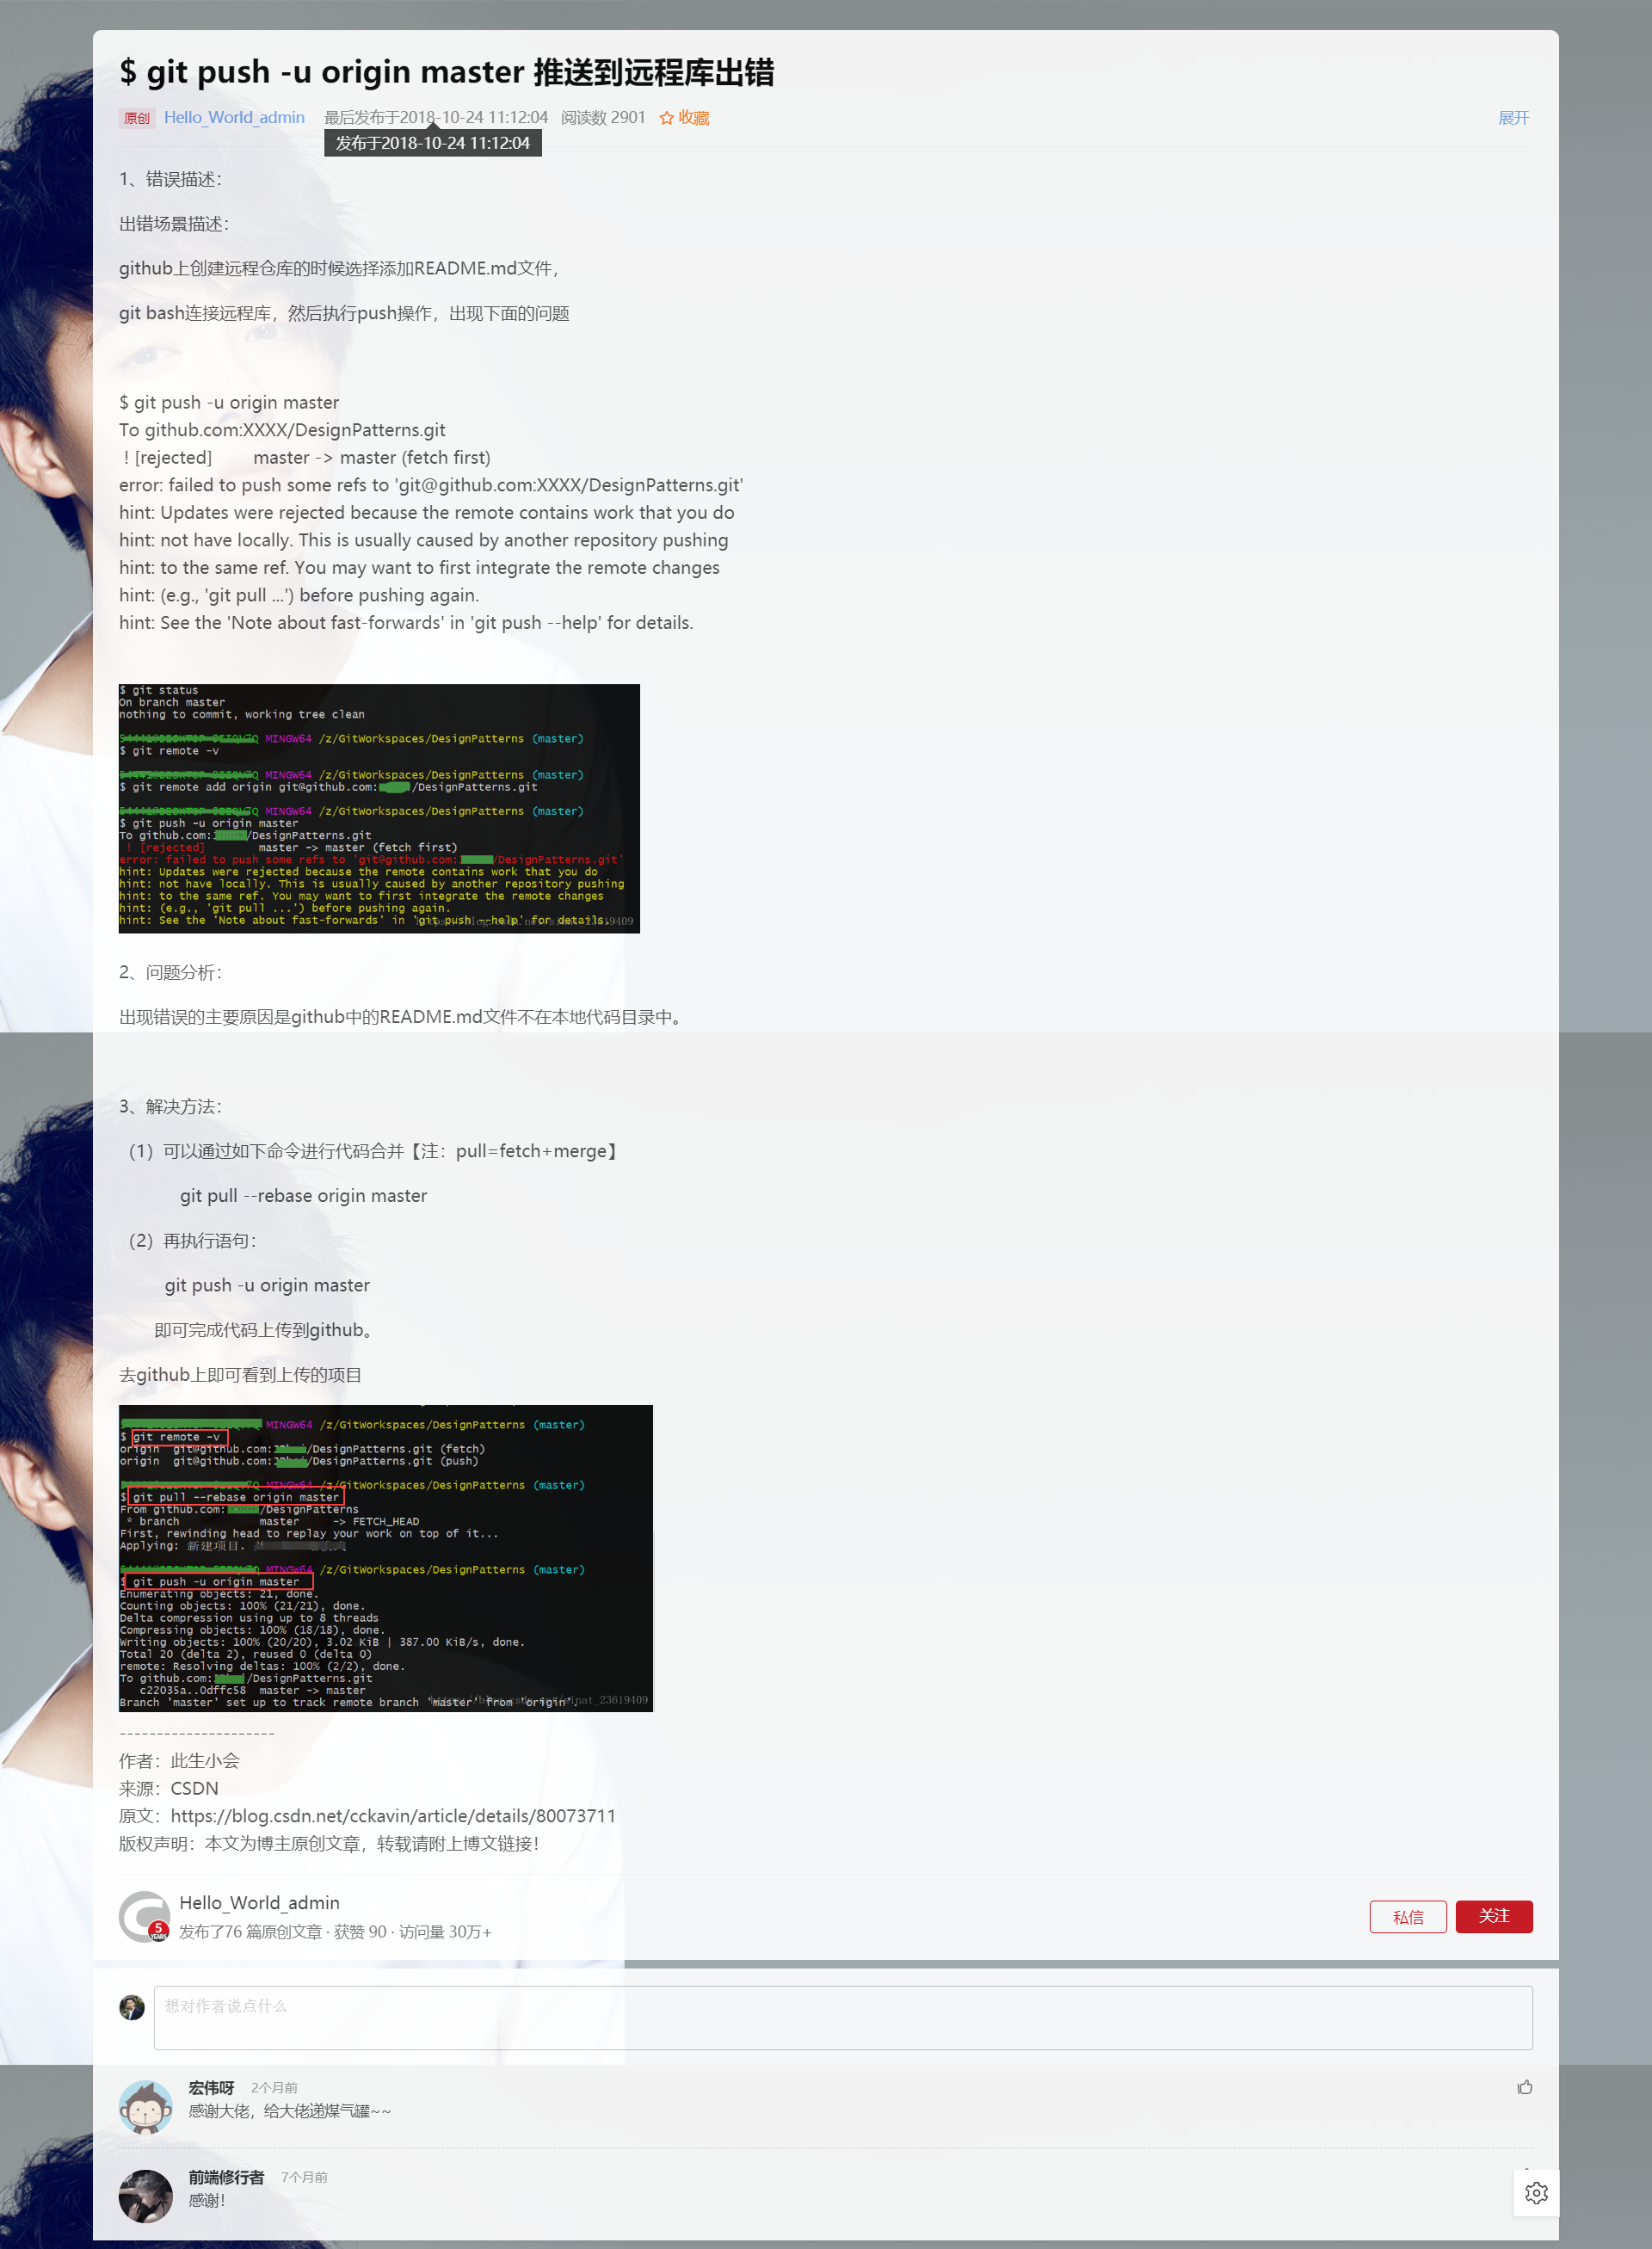 $ git push -u origin master 推送到远程库出错
原创 Hello_World_admin 最后发布于2018-10-24 11:12:04 阅读数 2901 收藏 展开
发布于2018-10-24 11:12:04
1、错误描述：
出错场景描述：
github上创建远程仓库的时候选择添加README.md文件，
git bash连接远程库，然后执行push操作，出现下面的问题
$ git push -u origin master
To github.com:XXXX/DesignPatterns.git
! [rejected] master -> master (fetch first)
error: failed to push some refs to 'git@github.com:XXXX/DesignPatterns.git'
hint: Updates were rejected because the remote contains work that you do
hint: not have locally. This is usually caused by another repository pushing
hint: to the same ref. You may want to first integrate the remote changes
hint: (e.g., 'git pull ...') before pushing again.
hint: See the 'Note about fast-forwards' in 'git push --help' for details.
$ git status
On branch master
nothing to commit, working tree clean
MINGW64 /z/GitWorkspaces/DesignPatterns (master)
$ git remote -v
MINGW64 /z/GitWorkspaces/DesignPatterns (master)
$ git remote add origin git@github.com: /DesignPatterns.git
MINGW64 /z/GitWorkspaces/DesignPatterns (master)
$ git push -u origin master
To github.com: /DesignPatterns.git
! [rejected] master -> master (fetch first)
error: failed to push some refs to 'git@github.com: /DesignPatterns.git'
hint: Updates were rejected because the remote contains work that you do
hint: not have locally. This is usually caused by another repository pushing
hint: to the same ref. You may want to first integrate the remote changes
hint: (e.g., 'git pull ...') before pushing again.
hint: See the 'Note about fast-forwards' in 'git push --help' for details.
2、问题分析：
出现错误的主要原因是github中的README.md文件不在本地代码目录中。
3、解决方法：
（1）可以通过如下命令进行代码合并【注：pull=fetch+merge】
git pull --rebase origin master
（2）再执行语句：
git push -u origin master
即可完成代码上传到github。
去github上即可看到上传的项目
MINGW64 /z/GitWorkspaces/DesignPatterns (master)
$ git remote -v
origin git@github.com: /DesignPatterns.git (fetch)
origin git@github.com: /DesignPatterns.git (push)
MINGW64 /z/GitWorkspaces/DesignPatterns (master)
$ git pull --rebase origin master
From github.com: /DesignPatterns
* branch master -> FETCH_HEAD
First, rewinding head to replay your work on top of it...
Applying: 新建项目.
MINGW64 /z/GitWorkspaces/DesignPatterns (master)
$ git push -u origin master
Enumerating objects: 21, done.
Counting objects: 100% (21/21), done.
Delta compression using up to 8 threads
Compressing objects: 100% (18/18), done.
Writing objects: 100% (20/20), 3.02 KiB | 387.00 KiB/s, done.
Total 20 (delta 2), reused 0 (delta 0)
remote: Resolving deltas: 100% (2/2), done.
To github.com: /DesignPatterns.git
c22035a..0dffc58 master -> master
Branch 'master' set up to track remote branch 'master' from 'origin'.
---------------------
作者：此生小会
来源：CSDN
原文：https://blog.csdn.net/cckavin/article/details/80073711
版权声明：本文为博主原创文章，转载请附上博文链接！
Hello_World_admin
5 YEARS
发布了76 篇原创文章 · 获赞 90 · 访问量 30万+
私信 关注
想对作者说点什么
宏伟呀 2个月前
感谢大佬，给大佬递煤气罐~~
前端修行者 7个月前
感谢！